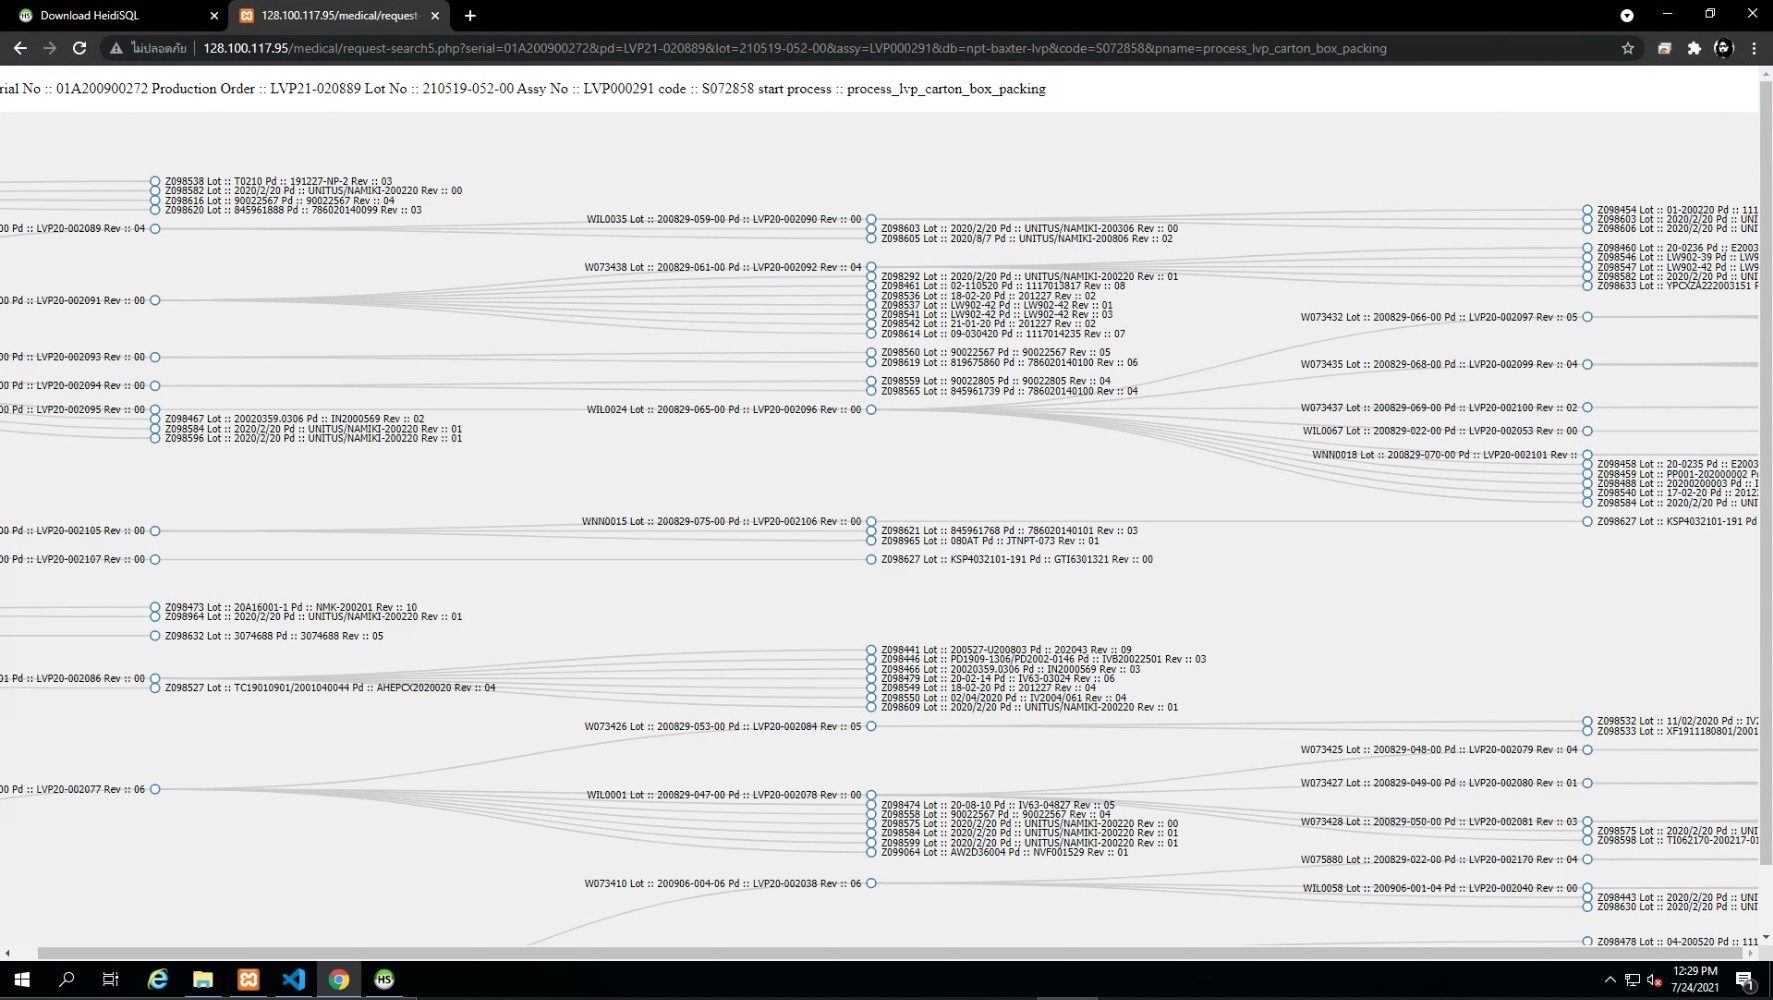 Download HeidiSQL
128.100.117.95/medical/request-
ไม่ปลอดภัย
128.100.117.95/medical/request-search5.php?serial=01A200900272&pd=LVP21-020889&lot=210519-052-00&assy=LVP000291&db=npt-baxter-lvp&code=S072858&pname=process_lvp_carton_box_packing
rial No :: 01A200900272 Production Order :: LVP21-020889 Lot No :: 210519-052-00 Assy No :: LVP000291 code :: S072858 start process :: process_lvp_carton_box_packing
Z098538 Lot :: T0210 Pd :: 191227-NP-2 Rev :: 03
Z098582 Lot :: 2020/2/20 Pd :: UNITUS/NAMIKI-200220 Rev :: 00
Z098616 Lot :: 90022567 Pd :: 90022567 Rev :: 04
Z098620 Lot :: 845961888 Pd :: 786020140099 Rev :: 03
00 Pd :: LVP20-002089 Rev :: 04
00 Pd :: LVP20-002091 Rev :: 00
00 Pd :: LVP20-002093 Rev :: 00
00 Pd :: LVP20-002094 Rev :: 00
00 Pd :: LVP20-002095 Rev :: 00
Z098467 Lot :: 20020359.0306 Pd :: IN2000569 Rev :: 02
Z098584 Lot :: 2020/2/20 Pd :: UNITUS/NAMIKI-200220 Rev :: 01
Z098596 Lot :: 2020/2/20 Pd :: UNITUS/NAMIKI-200220 Rev :: 01
00 Pd :: LVP20-002105 Rev :: 00
00 Pd :: LVP20-002107 Rev :: 00
Z098473 Lot :: 20A16001-1 Pd :: NMK-200201 Rev :: 10
Z098964 Lot :: 2020/2/20 Pd :: UNITUS/NAMIKI-200220 Rev :: 01
Z098632 Lot :: 3074688 Pd :: 3074688 Rev :: 05
01 Pd :: LVP20-002086 Rev :: 00
Z098527 Lot :: TC19010901/2001040044 Pd :: AHEPCX2020020 Rev :: 04
00 Pd :: LVP20-002077 Rev :: 06
WIL0035 Lot :: 200829-059-00 Pd :: LVP20-002090 Rev :: 00
Z098603 Lot :: 2020/2/20 Pd :: UNITUS/NAMIKI-200306 Rev :: 00
Z098605 Lot :: 2020/8/7 Pd :: UNITUS/NAMIKI-200806 Rev :: 02
W073438 Lot :: 200829-061-00 Pd :: LVP20-002092 Rev :: 04
Z098292 Lot :: 2020/2/20 Pd :: UNITUS/NAMIKI-200220 Rev :: 01
Z098461 Lot :: 02-110520 Pd :: 1117013817 Rev :: 08
Z098536 Lot :: 18-02-20 Pd :: 201227 Rev :: 02
Z098537 Lot :: LW902-42 Pd :: LW902-42 Rev :: 01
Z098541 Lot :: LW902-42 Pd :: LW902-42 Rev :: 03
Z098542 Lot :: 21-01-20 Pd :: 201227 Rev :: 02
Z098614 Lot :: 09-030420 Pd :: 1117014235 Rev :: 07
Z098560 Lot :: 90022567 Pd :: 90022567 Rev :: 05
Z098619 Lot :: 819675860 Pd :: 786020140100 Rev :: 06
Z098559 Lot :: 90022805 Pd :: 90022805 Rev :: 04
Z098565 Lot :: 845961739 Pd :: 786020140100 Rev :: 04
WIL0024 Lot :: 200829-065-00 Pd :: LVP20-002096 Rev :: 00
WNN0015 Lot :: 200829-075-00 Pd :: LVP20-002106 Rev :: 00
Z098621 Lot :: 845961768 Pd :: 786020140101 Rev :: 03
Z098965 Lot :: 080AT Pd :: JTNPT-073 Rev :: 01
Z098627 Lot :: KSP4032101-191 Pd :: GTI6301321 Rev :: 00
Z098441 Lot :: 200527-U200803 Pd :: 202043 Rev :: 09
Z098446 Lot :: PD1909-1306/PD2002-0146 Pd :: IVB20022501 Rev :: 03
Z098466 Lot :: 20020359.0306 Pd :: IN2000569 Rev :: 03
Z098479 Lot :: 20-02-14 Pd :: IV63-03024 Rev :: 06
Z098549 Lot :: 18-02-20 Pd :: 201227 Rev :: 04
Z098550 Lot :: 02/04/2020 Pd :: IV2004/061 Rev :: 04
Z098609 Lot :: 2020/2/20 Pd :: UNITUS/NAMIKI-200220 Rev :: 01
W073426 Lot :: 200829-053-00 Pd :: LVP20-002084 Rev :: 05
WIL0001 Lot :: 200829-047-00 Pd :: LVP20-002078 Rev :: 00
Z098474 Lot :: 20-08-10 Pd :: IV63-04827 Rev :: 05
Z098558 Lot :: 90022567 Pd :: 90022567 Rev :: 04
Z098575 Lot :: 2020/2/20 Pd :: UNITUS/NAMIKI-200220 Rev :: 00
Z098584 Lot :: 2020/2/20 Pd :: UNITUS/NAMIKI-200220 Rev :: 01
Z098599 Lot :: 2020/2/20 Pd :: UNITUS/NAMIKI-200220 Rev :: 01
Z099064 Lot :: AW2D36004 Pd :: NVF001529 Rev :: 01
W073410 Lot :: 200906-004-06 Pd :: LVP20-002038 Rev :: 06
Z098454 Lot :: 01-200220 Pd :: 111
Z098603 Lot :: 2020/2/20 Pd :: UNI
Z098606 Lot :: 2020/2/20 Pd :: UNI
Z098460 Lot :: 20-0236 Pd :: E2003
Z098546 Lot :: LW902-39 Pd :: LW9
Z098547 Lot :: LW902-42 Pd :: LW9
Z098582 Lot :: 2020/2/20 Pd :: UNI
Z098633 Lot :: YPCXZA222003151 P
W073432 Lot :: 200829-066-00 Pd :: LVP20-002097 Rev :: 05
W073435 Lot :: 200829-068-00 Pd :: LVP20-002099 Rev :: 04
W073437 Lot :: 200829-069-00 Pd :: LVP20-002100 Rev :: 02
WIL0067 Lot :: 200829-022-00 Pd :: LVP20-002053 Rev :: 00
WNN0018 Lot :: 200829-070-00 Pd :: LVP20-002101 Rev ::
Z098458 Lot :: 20-0235 Pd :: E2003
Z098459 Lot :: PP001-202000002 P
Z098488 Lot :: 20200200003 Pd :: I
Z098540 Lot :: 17-02-20 Pd :: 2012
Z098584 Lot :: 2020/2/20 Pd :: UNI
Z098627 Lot :: KSP4032101-191 Pd
Z098532 Lot :: 11/02/2020 Pd :: IV
Z098533 Lot :: XF1911180801/2001
W073425 Lot :: 200829-048-00 Pd :: LVP20-002079 Rev :: 04
W073427 Lot :: 200829-049-00 Pd :: LVP20-002080 Rev :: 01
W073428 Lot :: 200829-050-00 Pd :: LVP20-002081 Rev :: 03
Z098575 Lot :: 2020/2/20 Pd :: UNI
Z098598 Lot :: TI062170-200217-01
W075880 Lot :: 200829-022-00 Pd :: LVP20-002170 Rev :: 04
WIL0058 Lot :: 200906-001-04 Pd :: LVP20-002040 Rev :: 00
Z098443 Lot :: 2020/2/20 Pd :: UNI
Z098630 Lot :: 2020/2/20 Pd :: UNI
Z098478 Lot :: 04-200520 Pd :: 111
HS
12:29 PM
7/24/2021
1